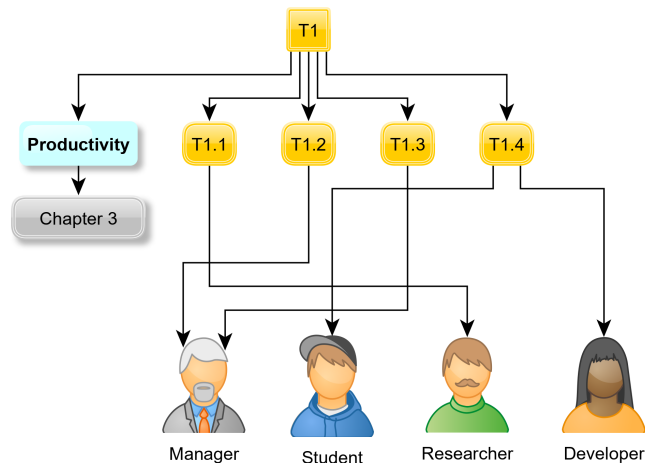 T1
Productivity
T1.1
T1.2
T1.3
T1.4
Chapter 3
Manager
Student
Researcher
Developer